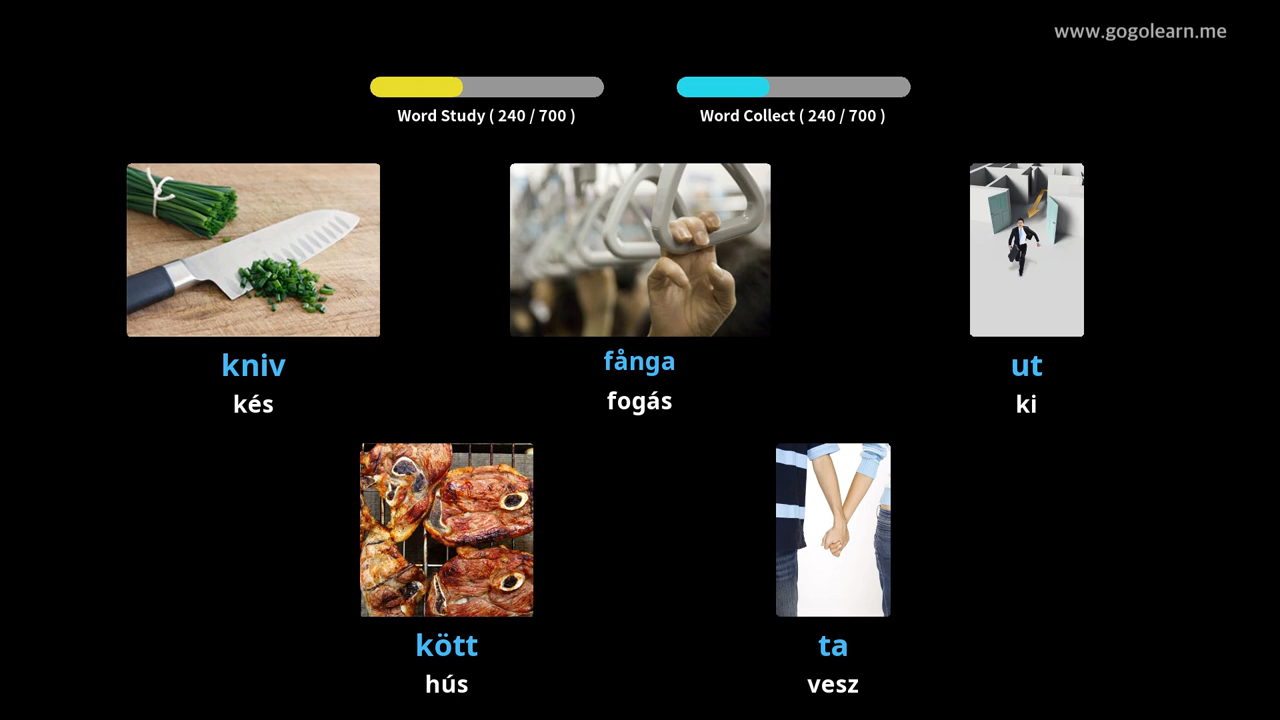 www.gogolearn.me
Word Study ( 240 / 700 )
Word Collect ( 240 / 700 )
kniv
kés
fånga
fogás
ut
ki
kött
hús
ta
vesz